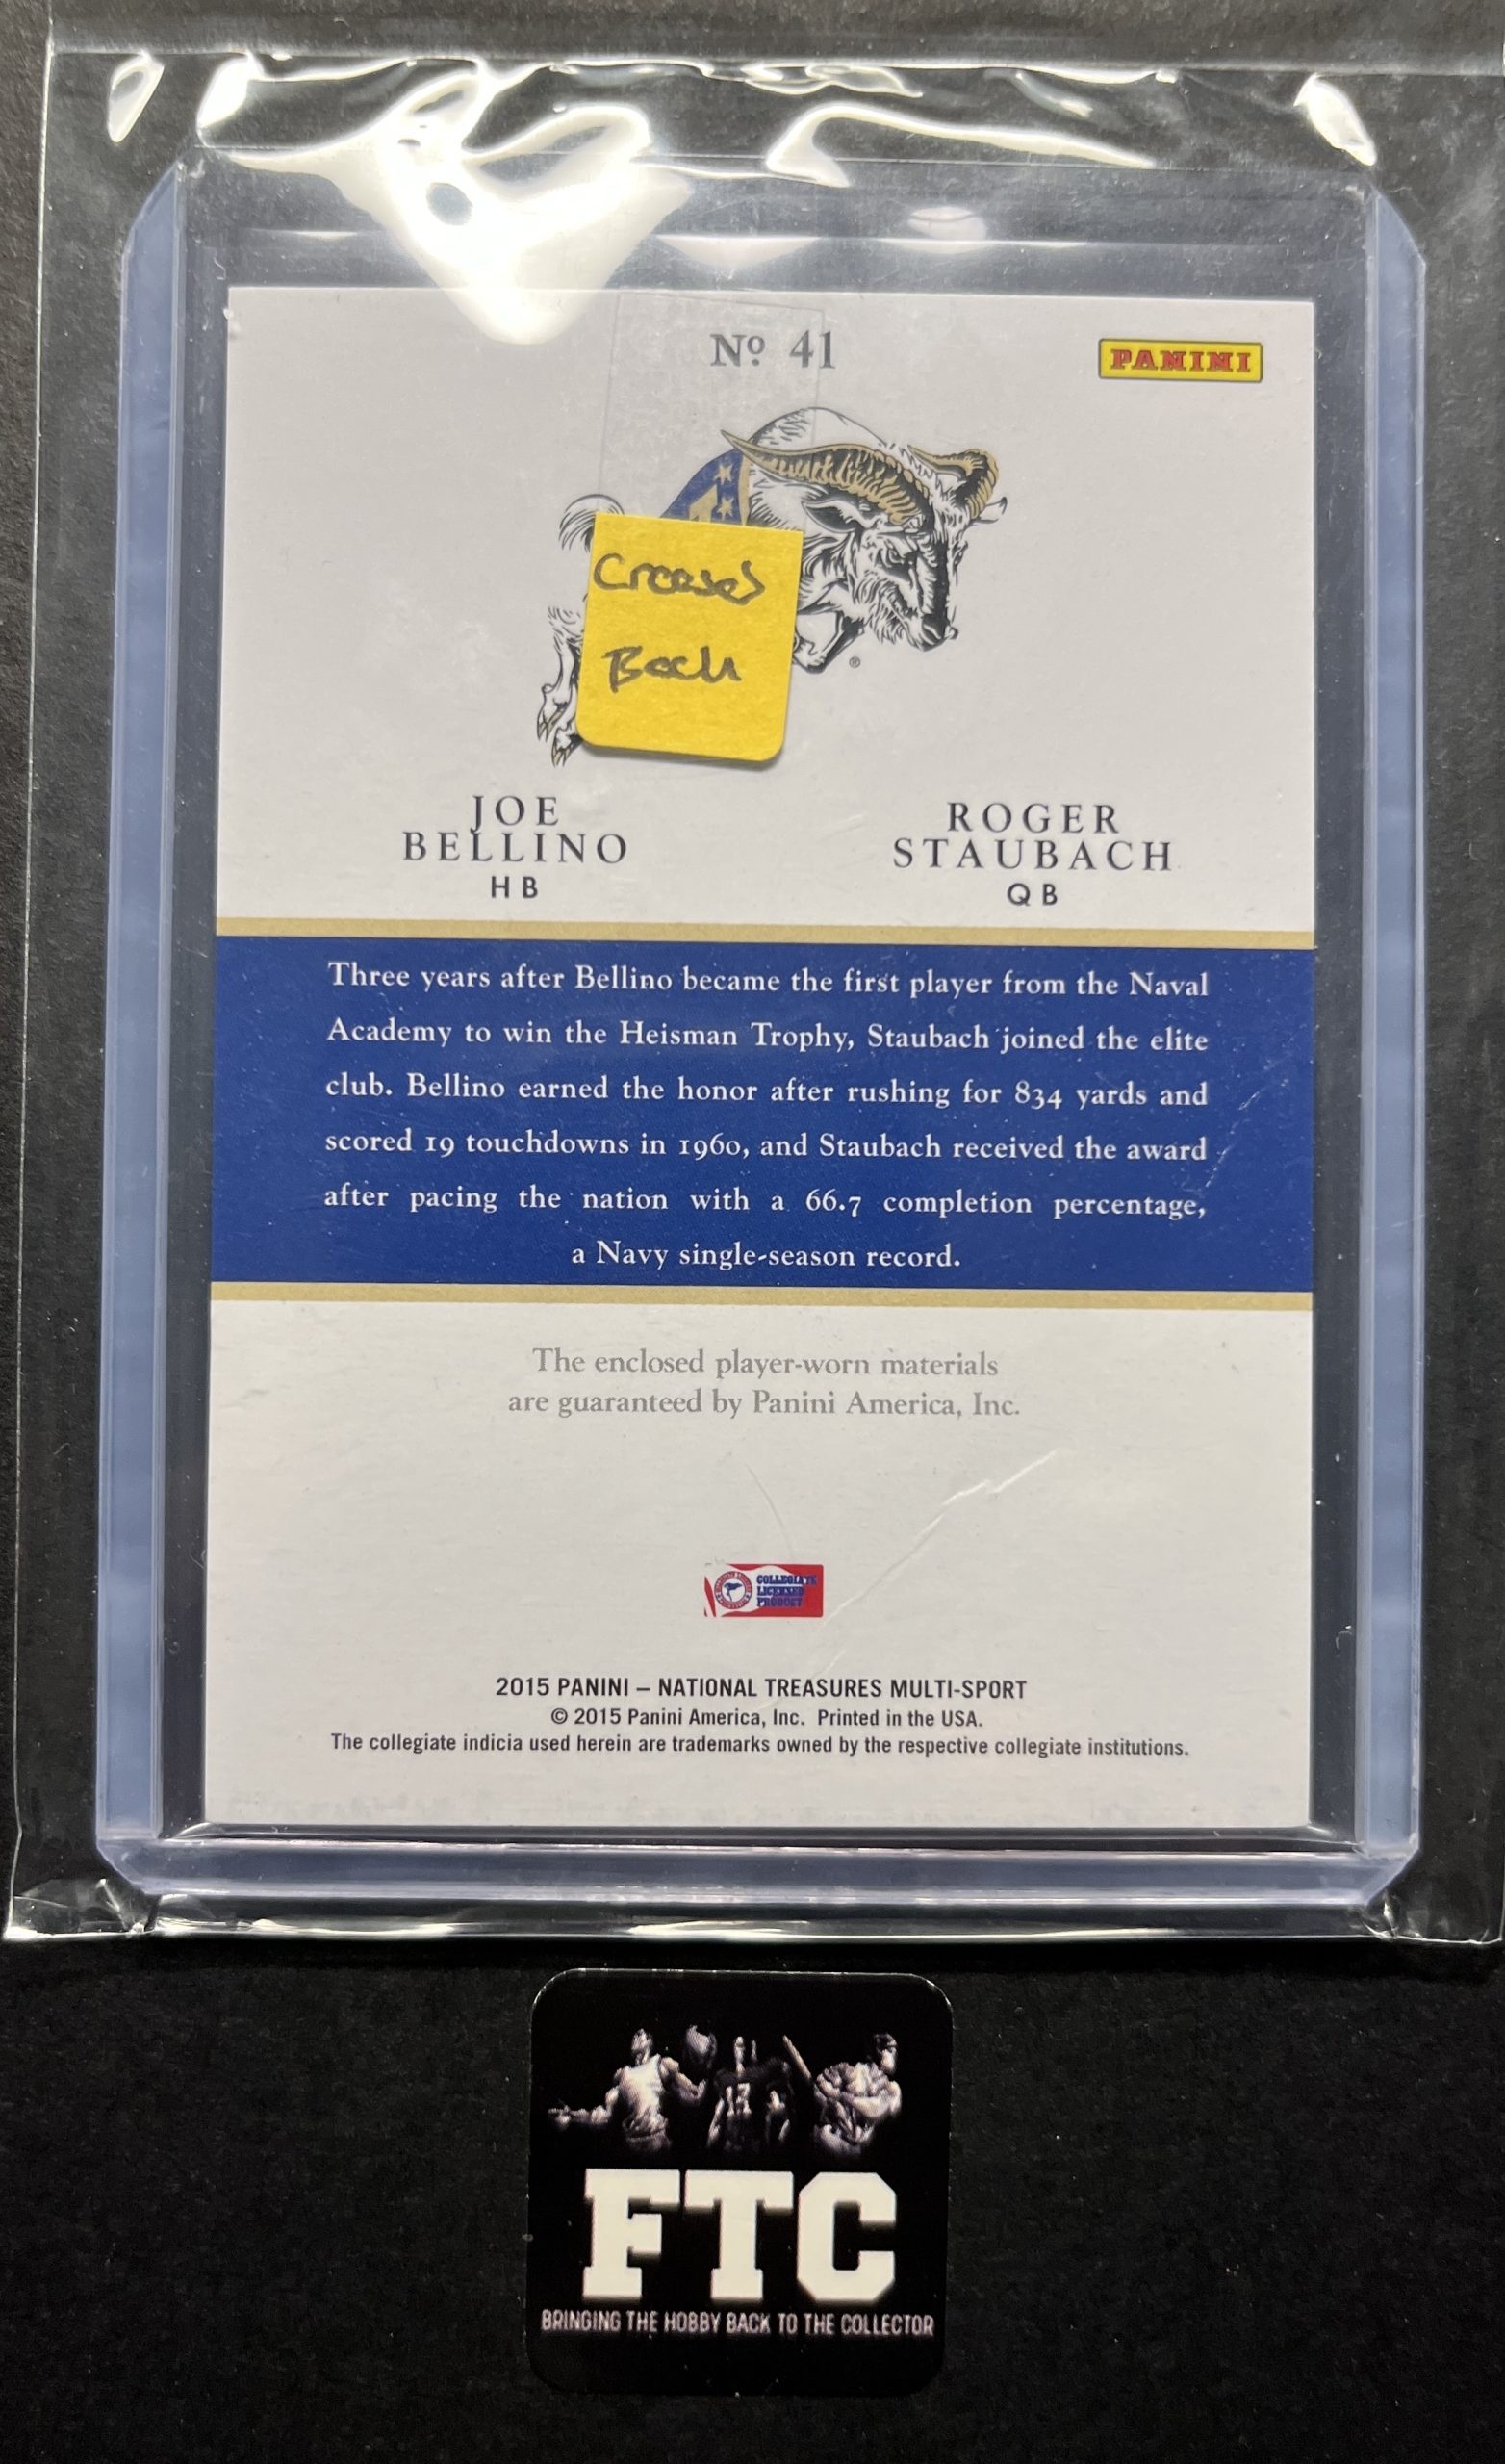 Nº 41
PANINI
Creased
Back
®
JOE
BELLINO
HB
ROGER
STAUBACH
QB
Three years after Bellino became the first player from the Naval
Academy to win the Heisman Trophy, Staubach joined the elite
club. Bellino earned the honor after rushing for 834 yards and
scored 19 touchdowns in 1960, and Staubach received the award
after pacing the nation with a 66.7 completion percentage,
a Navy single-season record.
The enclosed player-worn materials
are guaranteed by Panini America, Inc.
COLLEGIATE
LICENSED
PRODUCT
2015 PANINI – NATIONAL TREASURES MULTI-SPORT
© 2015 Panini America, Inc. Printed in the USA.
The collegiate indicia used herein are trademarks owned by the respective collegiate institutions.
13
FTC
BRINGING THE HOBBY BACK TO THE COLLECTOR